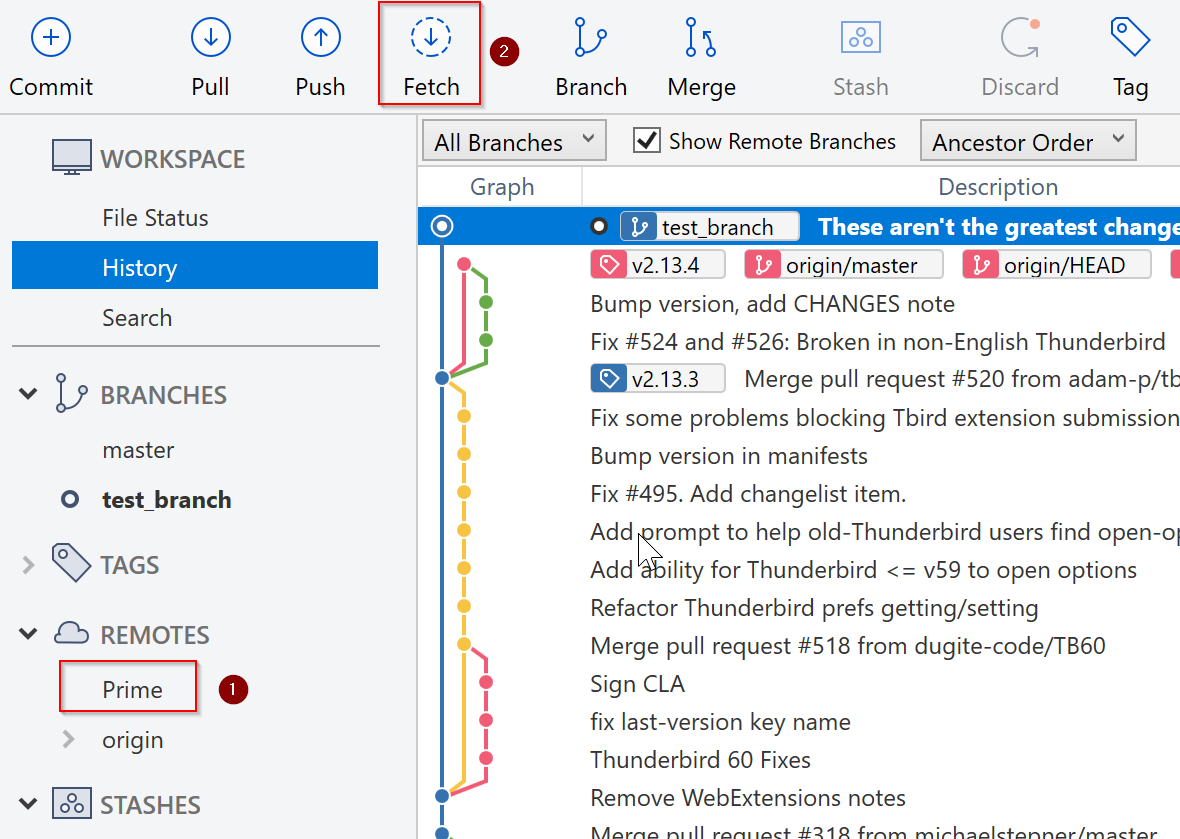 Commit Pull Push Fetch 2 Branch Merge Stash Discard Tag
WORKSPACE
File Status
History
Search
BRANCHES
master
test_branch
TAGS
REMOTES
Prime 1
origin
STASHES
All Branches Show Remote Branches Ancestor Order
Graph Description
test_branch These aren't the greatest change
v2.13.4 origin/master origin/HEAD
Bump version, add CHANGES note
Fix #524 and #526: Broken in non-English Thunderbird
v2.13.3 Merge pull request #520 from adam-p/tb
Fix some problems blocking Tbird extension submission
Bump version in manifests
Fix #495. Add changelist item.
Add prompt to help old-Thunderbird users find open-op
Add ability for Thunderbird <= v59 to open options
Refactor Thunderbird prefs getting/setting
Merge pull request #518 from dugite-code/TB60
Sign CLA
fix last-version key name
Thunderbird 60 Fixes
Remove WebExtensions notes
Merge pull request #318 from michaelstepner/master